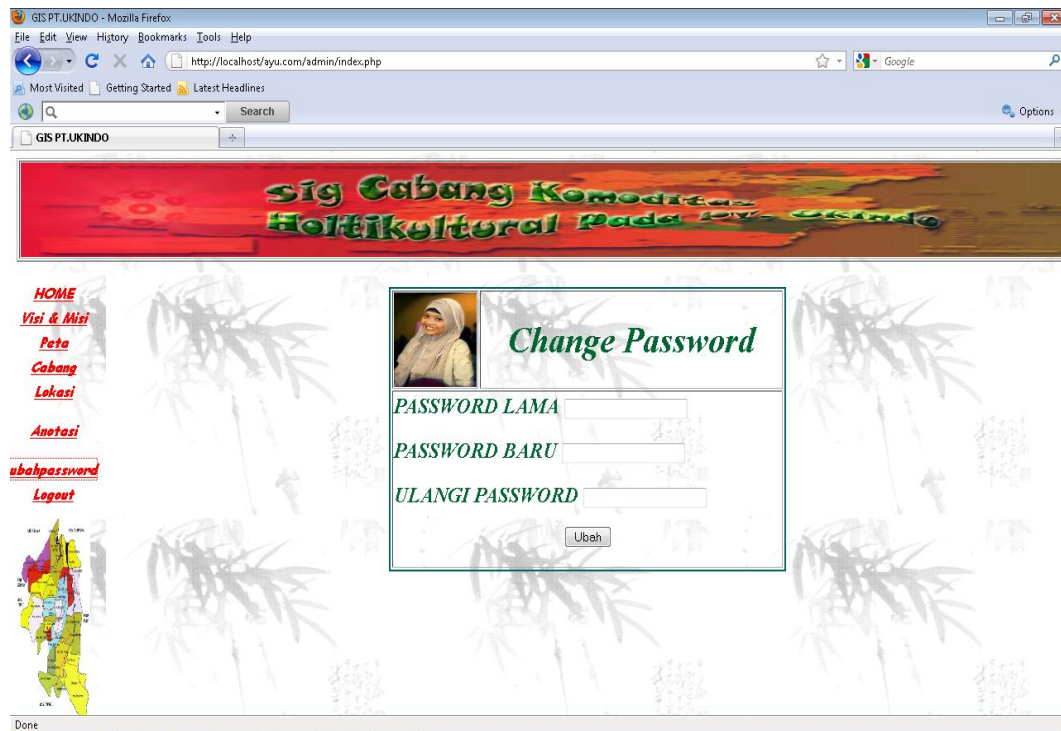 GIS PT.UKINDO - Mozilla Firefox
File Edit View History Bookmarks Tools Help
http://localhost/ayu.com/admin/index.php
Google
Most Visited Getting Started Latest Headlines
Search
Options
GIS PT.UKINDO
Sig Cabang Komoditas
Holtikultural Pada PT. Ukindo
HOME
Visi & Misi
Peta
Cabang
Lokasi
Anotasi
ubahpassword
Logout
Change Password
PASSWORD LAMA
PASSWORD BARU
ULANGI PASSWORD
Ubah
Done